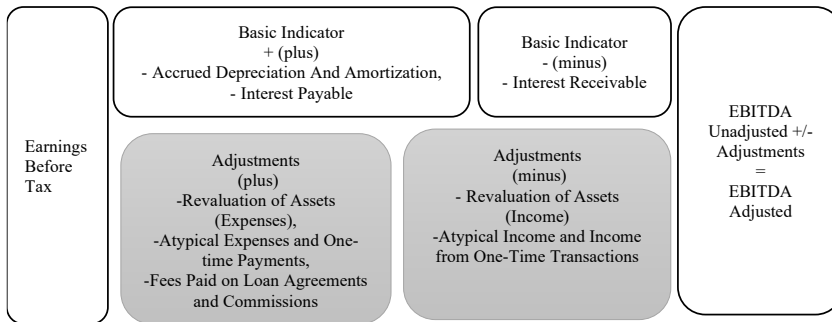 Earnings
Before
Tax
Basic Indicator
+ (plus)
- Accrued Depreciation And Amortization,
- Interest Payable
Basic Indicator
- (minus)
- Interest Receivable
Adjustments
(plus)
-Revaluation of Assets
(Expenses),
-Atypical Expenses and One-
time Payments,
-Fees Paid on Loan Agreements
and Commissions
Adjustments
(minus)
- Revaluation of Assets
(Income)
-Atypical Income and Income
from One-Time Transactions
EBITDA
Unadjusted +/-
Adjustments
=
EBITDA
Adjusted